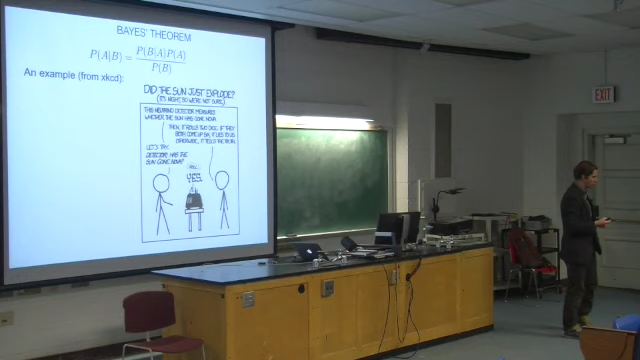 BAYES' THEOREM
P(A|B) = P(B|A)P(A) / P(B)
An example (from xkcd):
DID THE SUN JUST EXPLODE?
(IT'S NIGHT, SO WE'RE NOT SURE.)
THIS NEUTRINO DETECTOR MEASURES
WHETHER THE SUN HAS GONE NOVA.
THEN, IT ROLLS TWO DICE. IF THEY
BOTH COME UP SIX, IT LIES TO US.
OTHERWISE, IT TELLS THE TRUTH.
LET'S TRY.
DETECTOR! HAS THE
SUN GONE NOVA?
YES.
EXIT